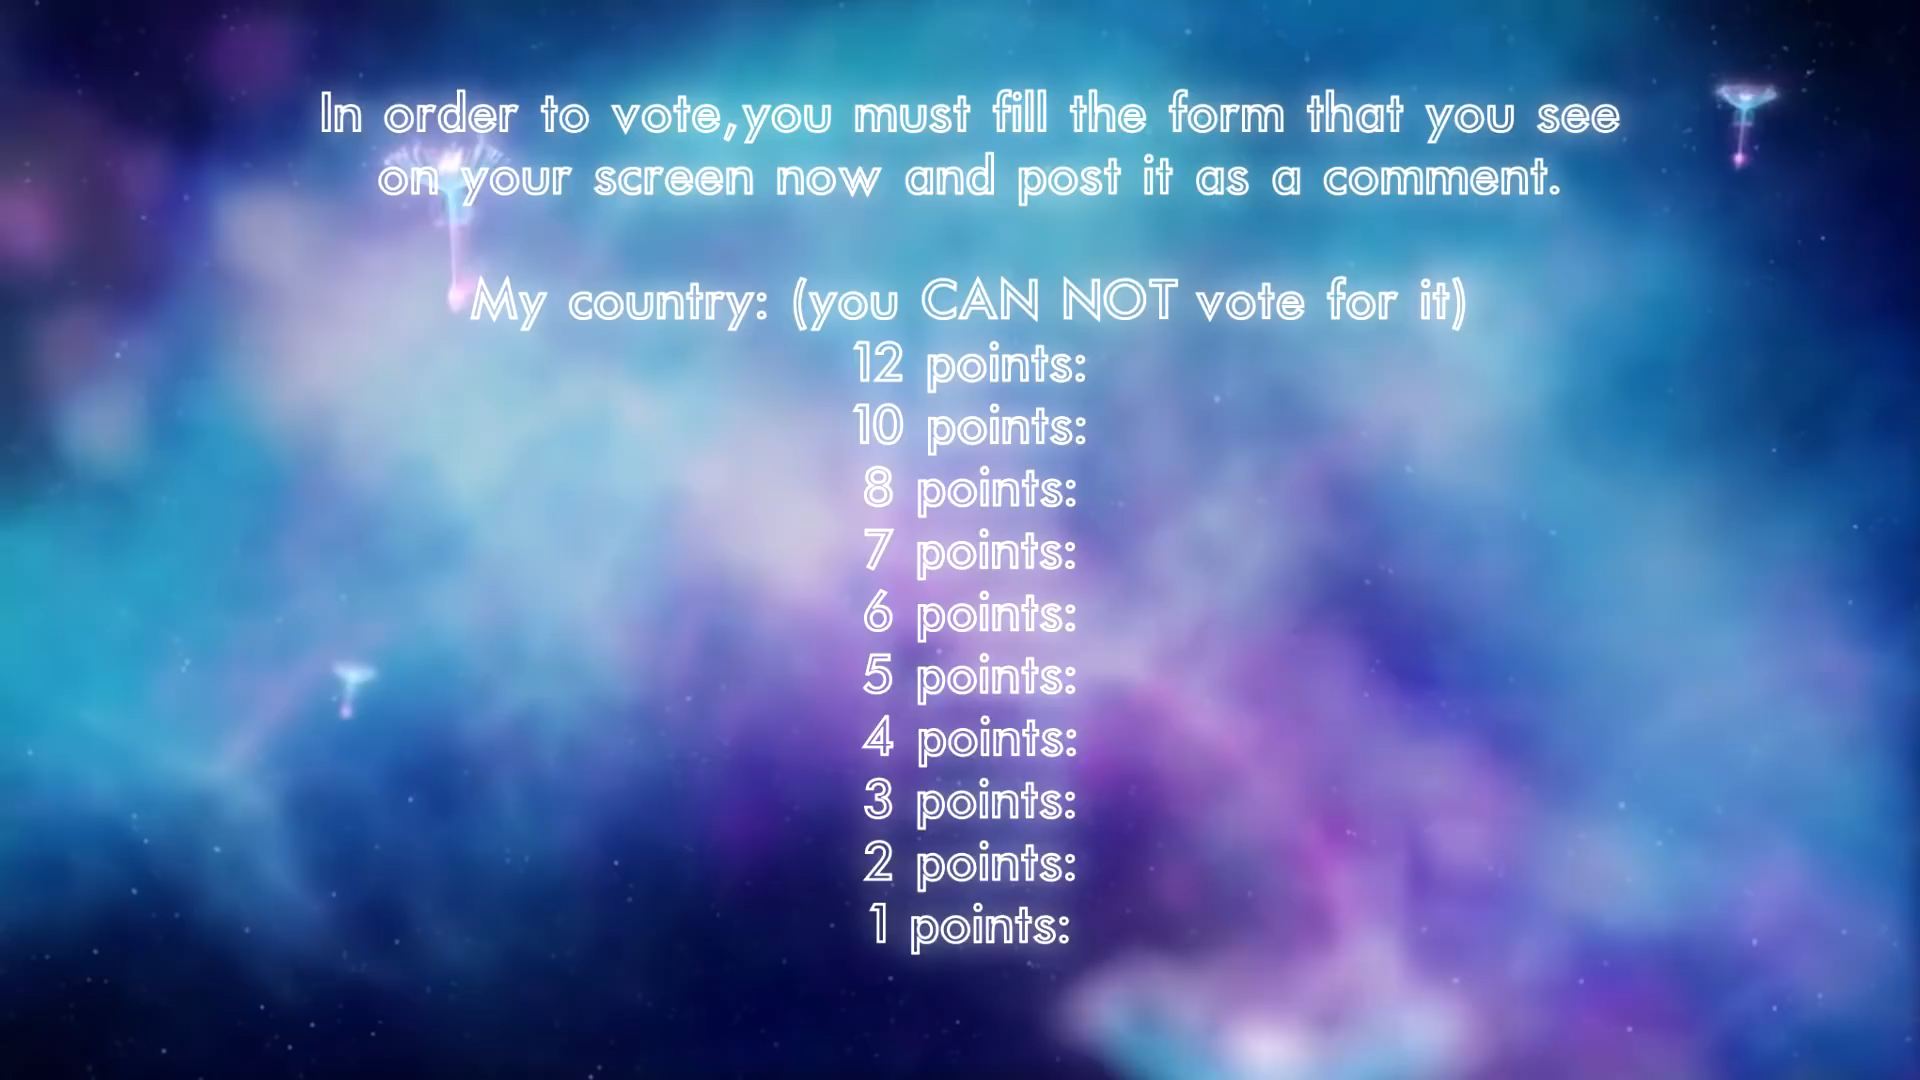 In order to vote,you must fill the form that you see
on your screen now and post it as a comment.
My country: (you CAN NOT vote for it)
12 points:
10 points:
8 points:
7 points:
6 points:
5 points:
4 points:
3 points:
2 points:
1 points: